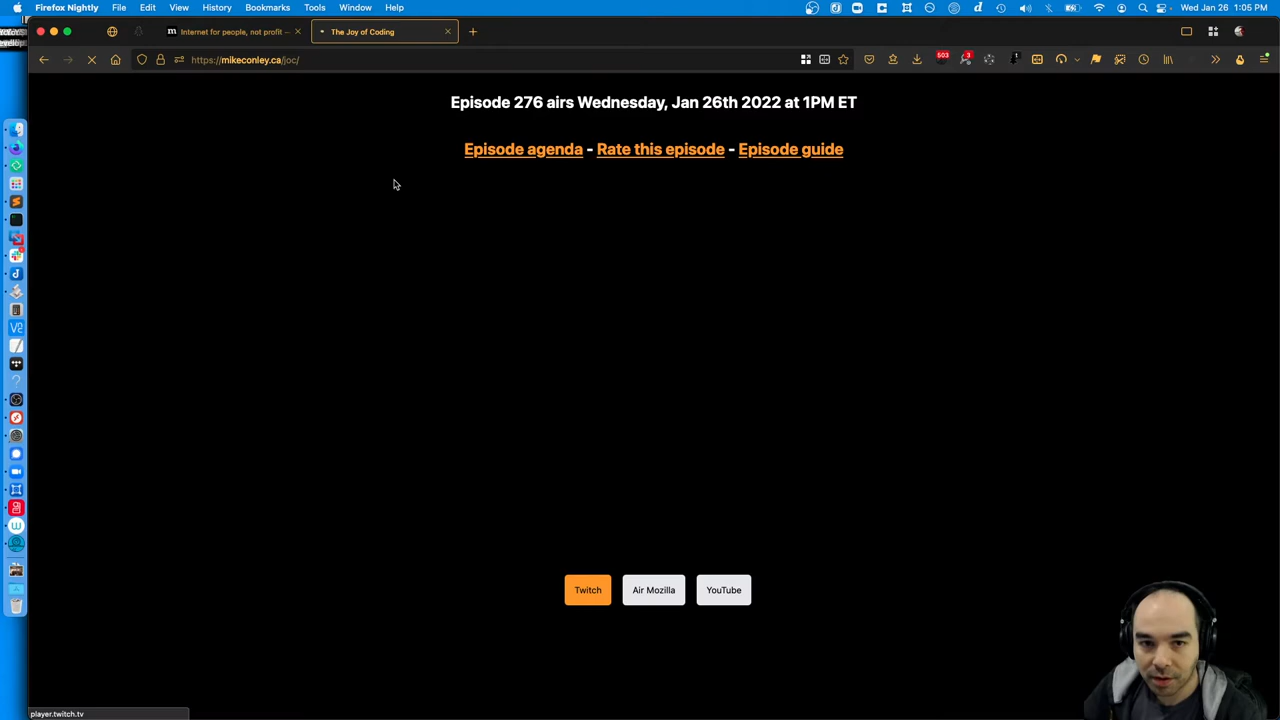 Firefox Nightly File Edit View History Bookmarks Tools Window Help
Wed Jan 26 1:05 PM
Internet for people, not profit —
The Joy of Coding
https://mikeconley.ca/joc/
503
3
Episode 276 airs Wednesday, Jan 26th 2022 at 1PM ET
Episode agenda - Rate this episode - Episode guide
Twitch
Air Mozilla
YouTube
player.twitch.tv